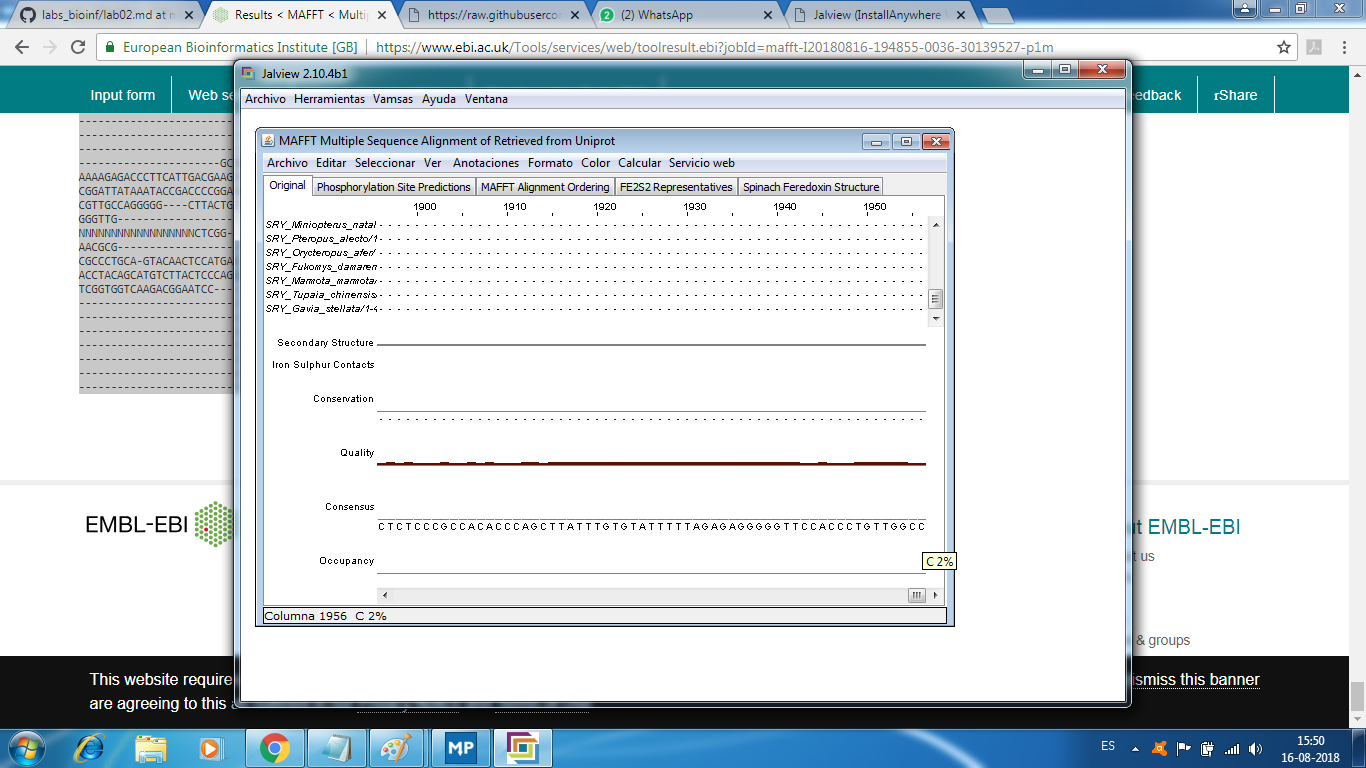 labs_bioinf/lab02.md at m
Results < MAFFT < Multip
https://raw.githubuserco
(2) WhatsApp
Jalview (InstallAnywhere
European Bioinformatics Institute [GB]
https://www.ebi.ac.uk/Tools/services/web/toolresult.ebi?jobId=mafft-I20180816-194855-0036-30139527-p1m
Jalview 2.10.4b1
Input form
Web se
edback
Share
Archivo Herramientas Vamsas Ayuda Ventana
MAFFT Multiple Sequence Alignment of Retrieved from Uniprot
Archivo Editar Seleccionar Ver Anotaciones Formato Color Calcular Servicio web
Original
Phosphorylation Site Predictions
MAFFT Alignment Ordering
FE2S2 Representatives
Spinach Feredoxin Structure
1900 1910 1920 1930 1940 1950
----------------------GC
AAAAGAGACCCTTCATTGACGAAG
CGGATTATAAATACCGACCCCGGA
CGTTGCCAGGGGG----CTTACTG
GGGTTG------------------
NNNNNNNNNNNNNNNNNNCTCGG-
AACGCG------------------
CGCCCTGCA-GTACAACTCCATGA
ACCTACAGCATGTCTTACTCCCAG
TCGGTGGTCAAGACGGAATCC---
SRY_Miniopterus_natal
SRY_Pteropus_alecto/1
SRY_Orycteropus_afer/
SRY_Fukomys_damaren
SRY_Marmota_marmota
SRY_Tupaia_chinensis
SRY_Gavia_stellata/1-4
Secondary Structure
Iron Sulphur Contacts
Conservation
Quality
Consensus
CTCTCCCGCCACACCCAGCTTATTTGTGTATTTTTAGAGAGGGGGTTCCACCCTGTTGGCC
Occupancy
C 2%
Columna 1956 C 2%
EMBL-EBI
ut EMBL-EBI
t us
& groups
This website require
ismiss this banner
are agreeing to this a
MP
ES
15:50
16-08-2018